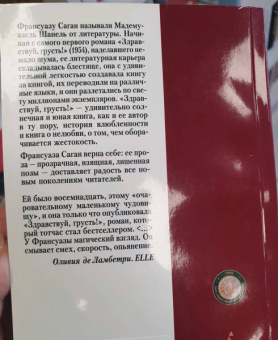 Франсуазу Саган называли Мадему-
азель Шанель от литературы. Начи-
ная с самого первого романа «Здрав-
ствуй, грусть!» (1954), наделавшего не-
мало шума, ее литературная карьера
складывалась блестяще, она с удиви-
тельной легкостью создавала книгу
за книгой, их переводили на различ-
ные языки, и они разлетались по све-
ту миллионами экземпляров. «Здрав-
ствуй, грусть!» — удивительно сол-
нечная и юная книга, как и ее автор
в ту пору, история влюбленности
и книга о нелюбви, о том, чем обора-
чивается жестокость.
Франсуаза Саган верна себе: ее про-
за - прозрачная, изящная, лишенная
позы — доставляет радость все но-
вым поколениям читателей.
Ей было восемнадцать, этому «оча-
ровательному маленькому чудови-
щу», и она только что опубликовала
«Здравствуй, грусть!», роман, кото-
рый тотчас стал бестселлером. <...>
У Франсуазы магический взгляд. Он
смывает смех, скорость, опьянение.
Оливия де Ламбертри. ELLE